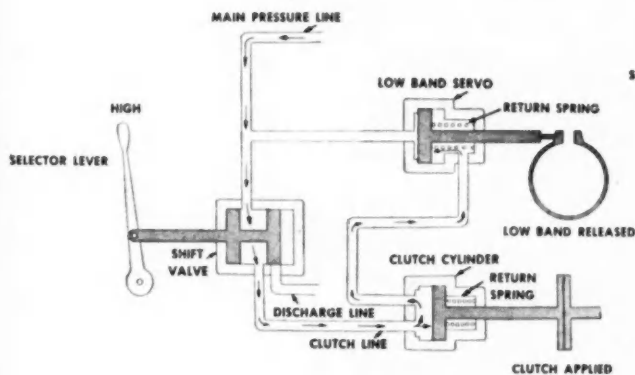 MAIN PRESSURE LINE
LOW BAND SERVO
S
HIGH
RETURN SPRING
SELECTOR LEVER
LOW BAND RELEASED
SHIFT
VALVE
CLUTCH CYLINDER
RETURN
SPRING
DISCHARGE LINE
CLUTCH LINE
CLUTCH APPLIED